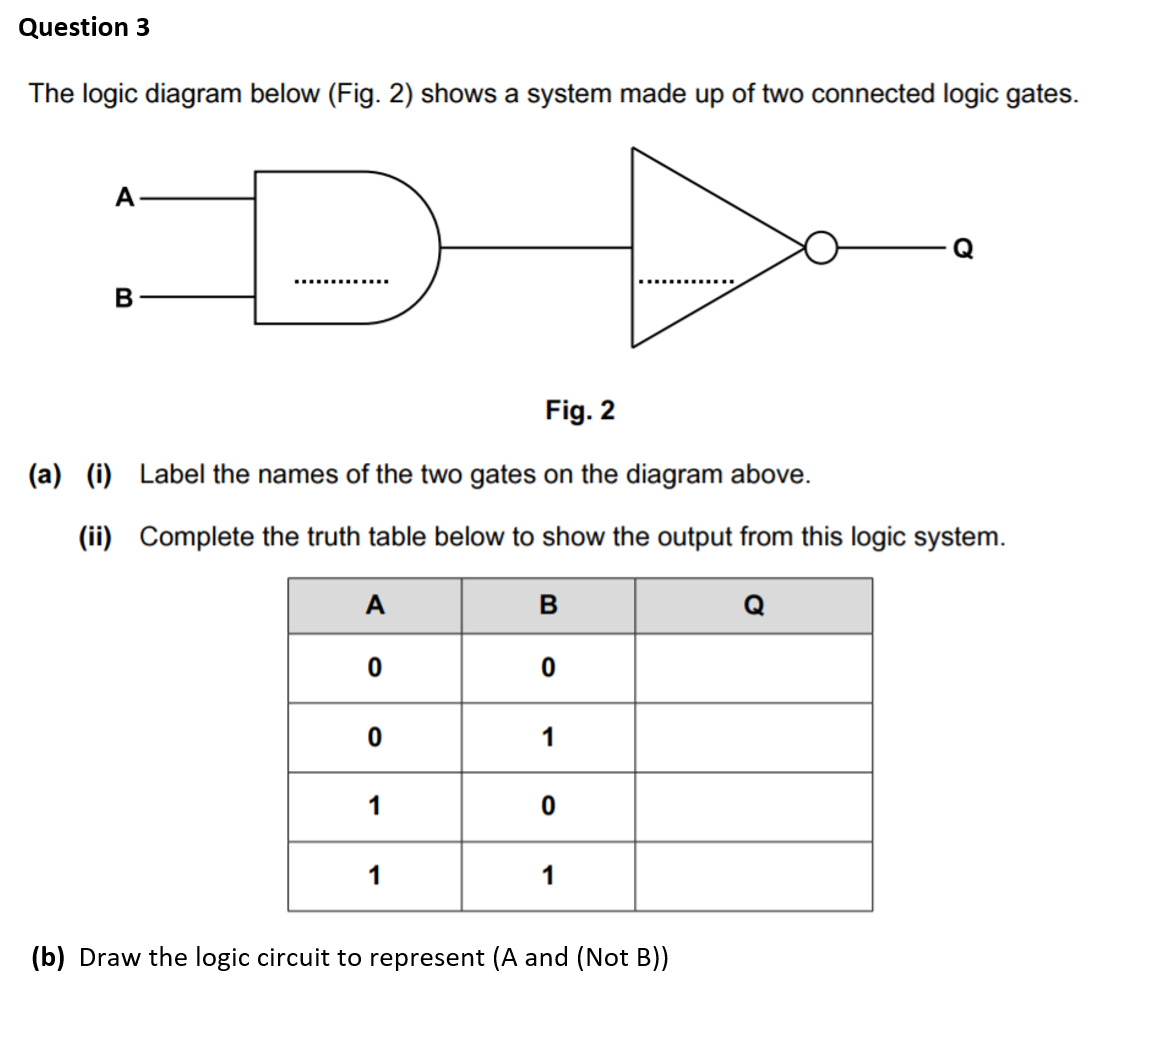 Question 3
The logic diagram below (Fig. 2) shows a system made up of two connected logic gates.
A
B
.............
.............
Q
Fig. 2
(a) (i) Label the names of the two gates on the diagram above.
(ii) Complete the truth table below to show the output from this logic system.
A B Q
0 0
0 1
1 0
1 1
(b) Draw the logic circuit to represent (A and (Not B))